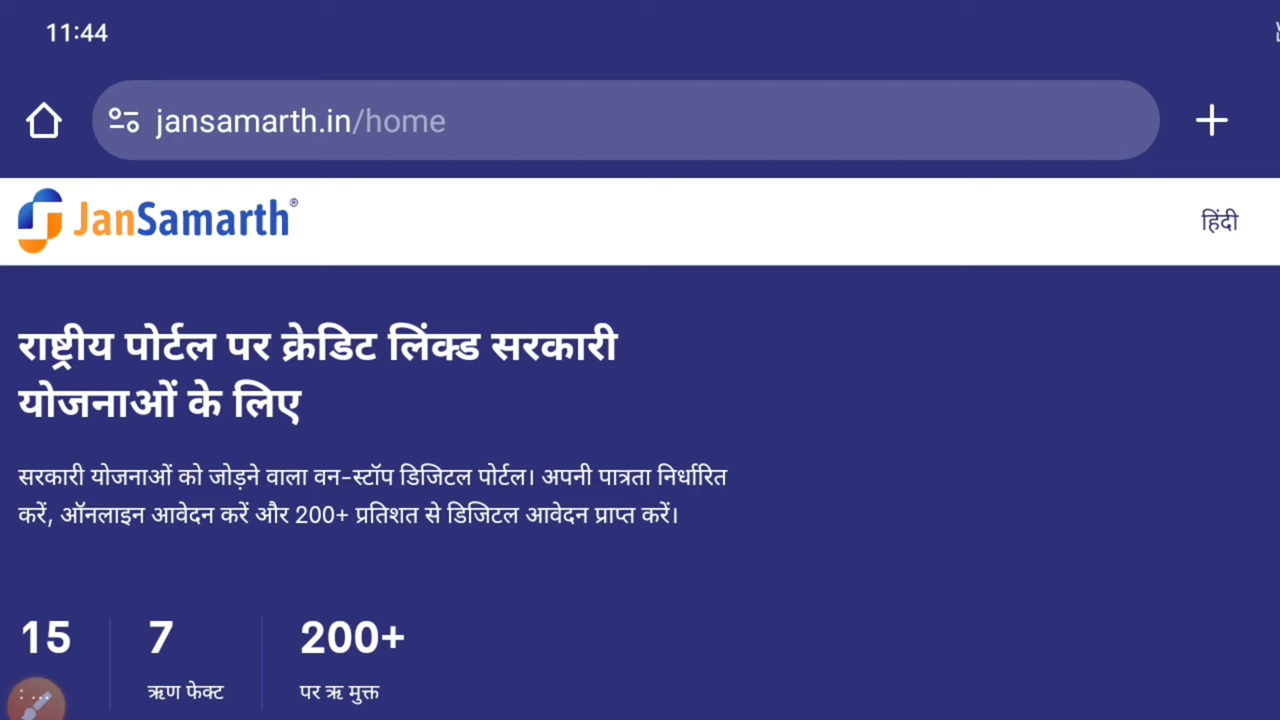 11:44
jansamarth.in/home
JanSamarth®
हिंदी
राष्ट्रीय पोर्टल पर क्रेडिट लिंक्ड सरकारी
योजनाओं के लिए
सरकारी योजनाओं को जोड़ने वाला वन-स्टॉप डिजिटल पोर्टल। अपनी पात्रता निर्धारित
करें, ऑनलाइन आवेदन करें और 200+ प्रतिशत से डिजिटल आवेदन प्राप्त करें।
15 7 200+
ऋण फेक्ट पर ऋ मुक्त